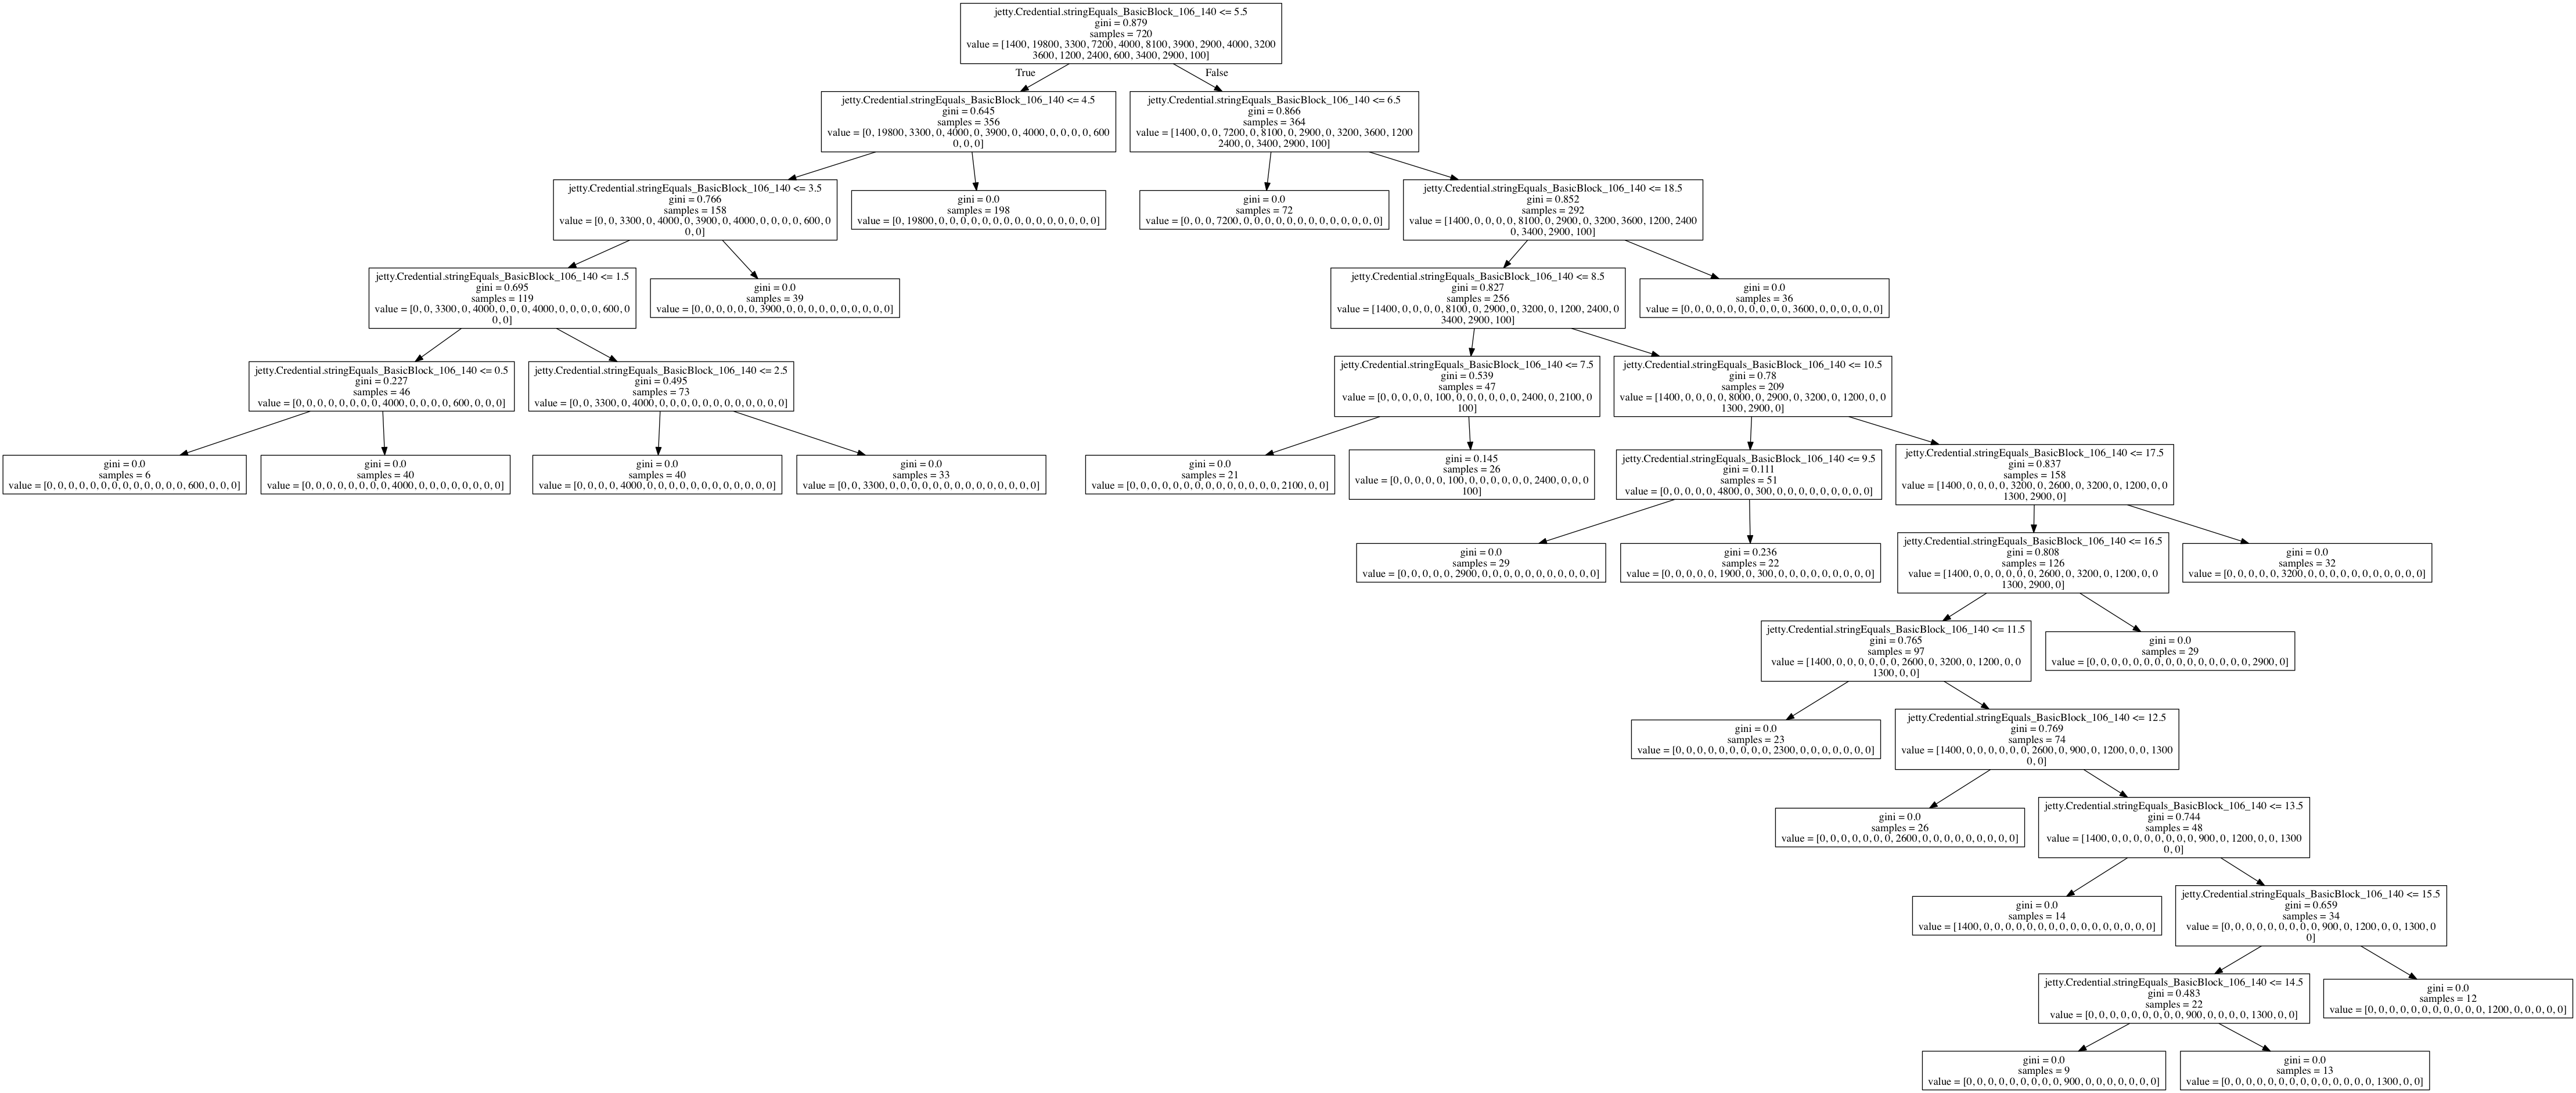 jetty.Credential.stringEquals_BasicBlock_106_140 <= 5.5
gini = 0.879
samples = 720
value = [1400, 19800, 3300, 7200, 4000, 8100, 3900, 2900, 4000, 3200
3600, 1200, 2400, 600, 3400, 2900, 100]
True
False
jetty.Credential.stringEquals_BasicBlock_106_140 <= 4.5
gini = 0.645
samples = 356
value = [0, 19800, 3300, 0, 4000, 0, 3900, 0, 4000, 0, 0, 0, 0, 600
0, 0, 0]
jetty.Credential.stringEquals_BasicBlock_106_140 <= 6.5
gini = 0.866
samples = 364
value = [1400, 0, 0, 7200, 0, 8100, 0, 2900, 0, 3200, 3600, 1200
2400, 0, 3400, 2900, 100]
jetty.Credential.stringEquals_BasicBlock_106_140 <= 3.5
gini = 0.766
samples = 158
value = [0, 0, 3300, 0, 4000, 0, 3900, 0, 4000, 0, 0, 0, 0, 600, 0
0, 0]
gini = 0.0
samples = 198
value = [0, 19800, 0, 0, 0, 0, 0, 0, 0, 0, 0, 0, 0, 0, 0, 0, 0]
gini = 0.0
samples = 72
value = [0, 0, 0, 7200, 0, 0, 0, 0, 0, 0, 0, 0, 0, 0, 0, 0, 0]
jetty.Credential.stringEquals_BasicBlock_106_140 <= 18.5
gini = 0.852
samples = 292
value = [1400, 0, 0, 0, 0, 8100, 0, 2900, 0, 3200, 3600, 1200, 2400
0, 3400, 2900, 100]
jetty.Credential.stringEquals_BasicBlock_106_140 <= 1.5
gini = 0.695
samples = 119
value = [0, 0, 3300, 0, 4000, 0, 0, 0, 4000, 0, 0, 0, 0, 600, 0
0, 0]
gini = 0.0
samples = 39
value = [0, 0, 0, 0, 0, 0, 3900, 0, 0, 0, 0, 0, 0, 0, 0, 0, 0]
jetty.Credential.stringEquals_BasicBlock_106_140 <= 8.5
gini = 0.827
samples = 256
value = [1400, 0, 0, 0, 0, 8100, 0, 2900, 0, 3200, 0, 1200, 2400, 0
3400, 2900, 100]
gini = 0.0
samples = 36
value = [0, 0, 0, 0, 0, 0, 0, 0, 0, 0, 3600, 0, 0, 0, 0, 0, 0]
jetty.Credential.stringEquals_BasicBlock_106_140 <= 0.5
gini = 0.227
samples = 46
value = [0, 0, 0, 0, 0, 0, 0, 0, 4000, 0, 0, 0, 0, 600, 0, 0, 0]
jetty.Credential.stringEquals_BasicBlock_106_140 <= 2.5
gini = 0.495
samples = 73
value = [0, 0, 3300, 0, 4000, 0, 0, 0, 0, 0, 0, 0, 0, 0, 0, 0, 0]
jetty.Credential.stringEquals_BasicBlock_106_140 <= 7.5
gini = 0.539
samples = 47
value = [0, 0, 0, 0, 0, 100, 0, 0, 0, 0, 0, 0, 2400, 0, 2100, 0
100]
jetty.Credential.stringEquals_BasicBlock_106_140 <= 10.5
gini = 0.78
samples = 209
value = [1400, 0, 0, 0, 0, 8000, 0, 2900, 0, 3200, 0, 1200, 0, 0
1300, 2900, 0]
gini = 0.0
samples = 6
value = [0, 0, 0, 0, 0, 0, 0, 0, 0, 0, 0, 0, 0, 600, 0, 0, 0]
gini = 0.0
samples = 40
value = [0, 0, 0, 0, 0, 0, 0, 0, 4000, 0, 0, 0, 0, 0, 0, 0, 0]
gini = 0.0
samples = 40
value = [0, 0, 0, 0, 4000, 0, 0, 0, 0, 0, 0, 0, 0, 0, 0, 0, 0]
gini = 0.0
samples = 33
value = [0, 0, 3300, 0, 0, 0, 0, 0, 0, 0, 0, 0, 0, 0, 0, 0, 0]
gini = 0.0
samples = 21
value = [0, 0, 0, 0, 0, 0, 0, 0, 0, 0, 0, 0, 0, 0, 2100, 0, 0]
gini = 0.145
samples = 26
value = [0, 0, 0, 0, 0, 100, 0, 0, 0, 0, 0, 0, 2400, 0, 0, 0
100]
jetty.Credential.stringEquals_BasicBlock_106_140 <= 9.5
gini = 0.111
samples = 51
value = [0, 0, 0, 0, 0, 4800, 0, 300, 0, 0, 0, 0, 0, 0, 0, 0, 0]
jetty.Credential.stringEquals_BasicBlock_106_140 <= 17.5
gini = 0.837
samples = 158
value = [1400, 0, 0, 0, 0, 3200, 0, 2600, 0, 3200, 0, 1200, 0, 0
1300, 2900, 0]
gini = 0.0
samples = 29
value = [0, 0, 0, 0, 0, 2900, 0, 0, 0, 0, 0, 0, 0, 0, 0, 0, 0]
gini = 0.236
samples = 22
value = [0, 0, 0, 0, 0, 1900, 0, 300, 0, 0, 0, 0, 0, 0, 0, 0, 0]
jetty.Credential.stringEquals_BasicBlock_106_140 <= 16.5
gini = 0.808
samples = 126
value = [1400, 0, 0, 0, 0, 0, 0, 2600, 0, 3200, 0, 1200, 0, 0
1300, 2900, 0]
gini = 0.0
samples = 32
value = [0, 0, 0, 0, 0, 3200, 0, 0, 0, 0, 0, 0, 0, 0, 0, 0, 0]
jetty.Credential.stringEquals_BasicBlock_106_140 <= 11.5
gini = 0.765
samples = 97
value = [1400, 0, 0, 0, 0, 0, 0, 2600, 0, 3200, 0, 1200, 0, 0
1300, 0, 0]
gini = 0.0
samples = 29
value = [0, 0, 0, 0, 0, 0, 0, 0, 0, 0, 0, 0, 0, 0, 0, 2900, 0]
gini = 0.0
samples = 23
value = [0, 0, 0, 0, 0, 0, 0, 0, 0, 2300, 0, 0, 0, 0, 0, 0, 0]
jetty.Credential.stringEquals_BasicBlock_106_140 <= 12.5
gini = 0.769
samples = 74
value = [1400, 0, 0, 0, 0, 0, 0, 2600, 0, 900, 0, 1200, 0, 0, 1300
0, 0]
gini = 0.0
samples = 26
value = [0, 0, 0, 0, 0, 0, 0, 2600, 0, 0, 0, 0, 0, 0, 0, 0, 0]
jetty.Credential.stringEquals_BasicBlock_106_140 <= 13.5
gini = 0.744
samples = 48
value = [1400, 0, 0, 0, 0, 0, 0, 0, 0, 900, 0, 1200, 0, 0, 1300
0, 0]
gini = 0.0
samples = 14
value = [1400, 0, 0, 0, 0, 0, 0, 0, 0, 0, 0, 0, 0, 0, 0, 0, 0]
jetty.Credential.stringEquals_BasicBlock_106_140 <= 15.5
gini = 0.659
samples = 34
value = [0, 0, 0, 0, 0, 0, 0, 0, 0, 900, 0, 1200, 0, 0, 1300, 0
0]
jetty.Credential.stringEquals_BasicBlock_106_140 <= 14.5
gini = 0.483
samples = 22
value = [0, 0, 0, 0, 0, 0, 0, 0, 0, 900, 0, 0, 0, 0, 1300, 0, 0]
gini = 0.0
samples = 12
value = [0, 0, 0, 0, 0, 0, 0, 0, 0, 0, 0, 1200, 0, 0, 0, 0, 0]
gini = 0.0
samples = 9
value = [0, 0, 0, 0, 0, 0, 0, 0, 0, 900, 0, 0, 0, 0, 0, 0, 0]
gini = 0.0
samples = 13
value = [0, 0, 0, 0, 0, 0, 0, 0, 0, 0, 0, 0, 0, 0, 1300, 0, 0]